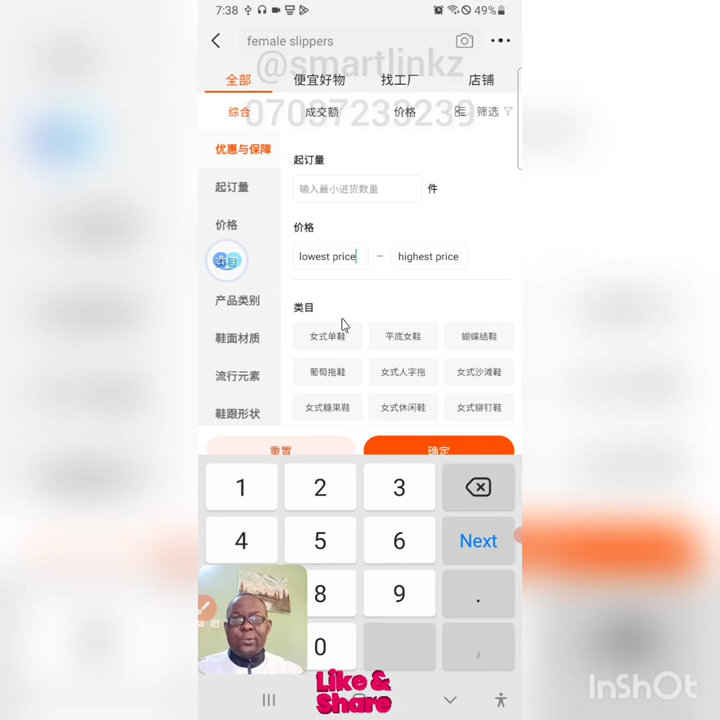 7:38
49%
female slippers
@smartlinkz
全部 便宜好物 找工厂 店铺
07037233239
综合 成交额 价格 筛选
优惠与保障
起订量
起订量
输入最小进货数量 件
价格
价格
lowest price – highest price
类目
产品类别
女式单鞋 平底女鞋 蝴蝶结鞋
鞋面材质
葡萄拖鞋 女式人字拖 女式沙滩鞋
流行元素
女式糖果鞋 女式休闲鞋 女式铆钉鞋
鞋跟形状
重置 确定
1 2 3
4 5 6 Next
8 9 .
0 ,
Like &
Share
InShOt